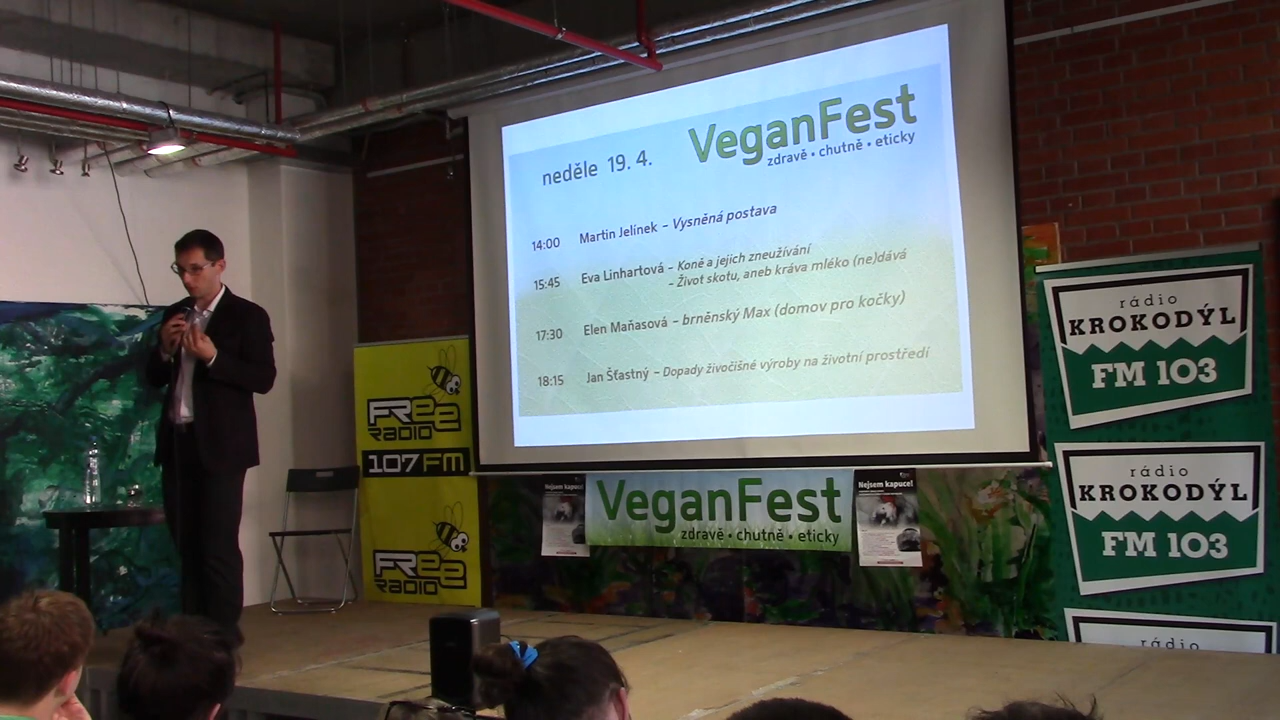 VeganFest
zdravě • chutně • eticky
neděle 19. 4.
14:00 Martin Jelínek – Vysněná postava
15:45 Eva Linhartová – Koně a jejich zneužívání
– Život skotu, aneb kráva mléko (ne)dává
17:30 Elen Maňasová – brněnský Max (domov pro kočky)
18:15 Jan Šťastný – Dopady živočišné výroby na životní prostředí
FREE
RADIO
107 FM
FREE
RADIO
Nejsem kapuce!
VeganFest
zdravě • chutně • eticky
Nejsem kapuce!
rádio
KROKODÝL
FM 103
rádio
KROKODÝL
FM 103
rádio